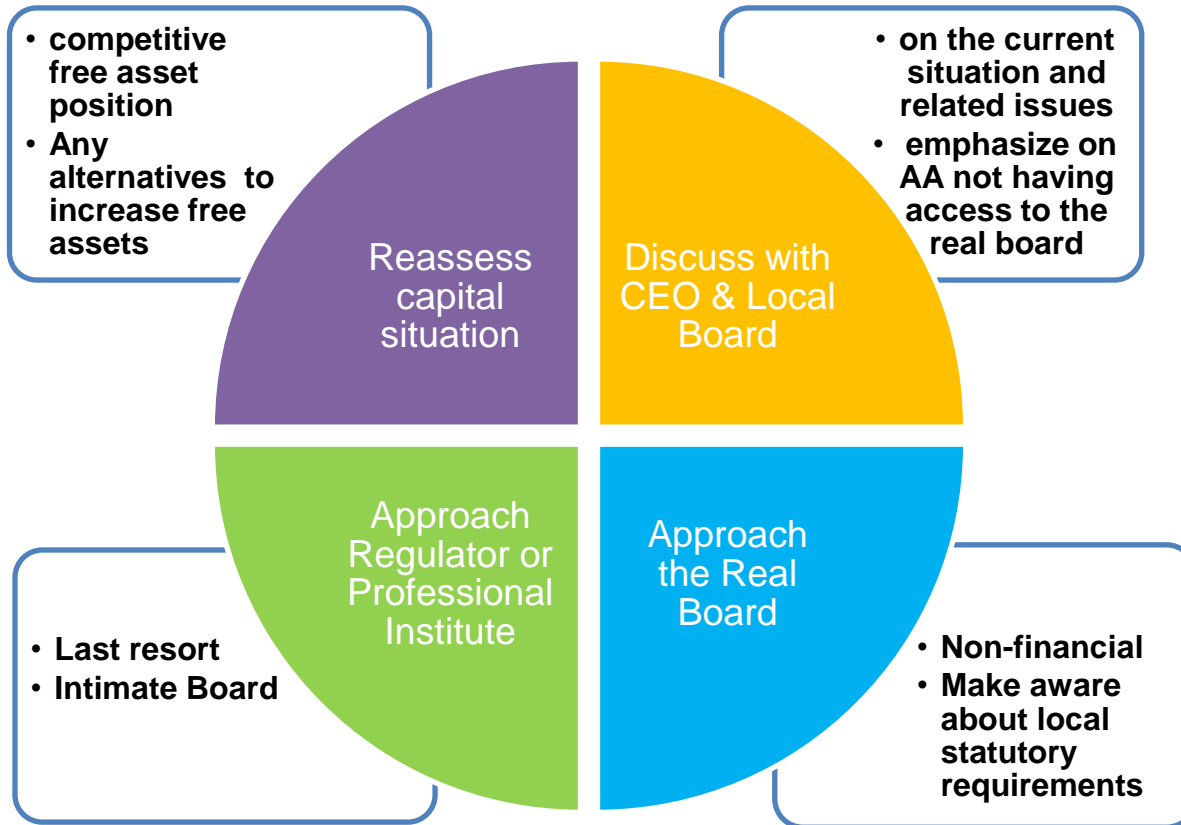 • competitive
free asset
position
• Any
alternatives to
increase free
assets
• on the current
situation and
related issues
• emphasize on
AA not having
access to the
real board
Reassess
capital
situation
Discuss with
CEO & Local
Board
Approach
Regulator or
Professional
Institute
Approach
the Real
Board
• Last resort
• Intimate Board
• Non-financial
• Make aware
about local
statutory
requirements